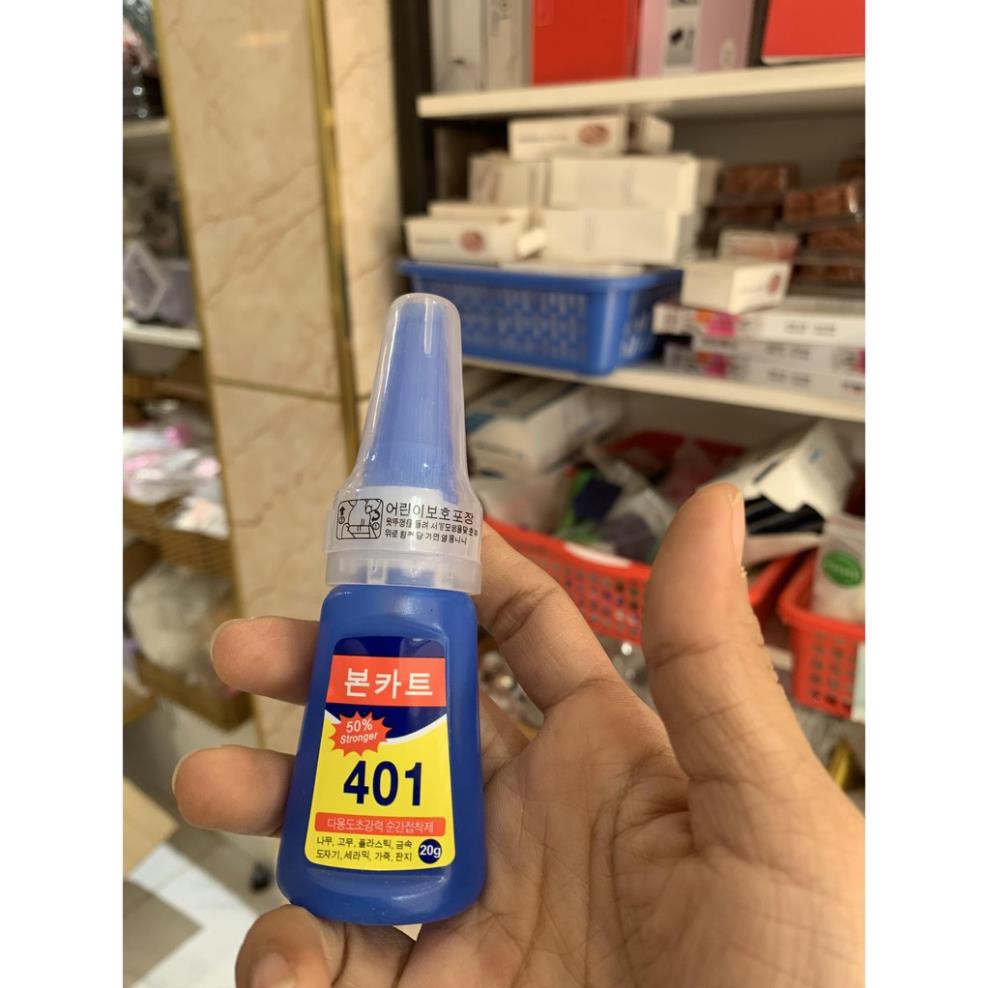 어린이보호포장
본카트
50%
Stronger
401
다용도초강력 순간접착제
나무, 고무, 플라스틱, 금속
도자기, 세라믹, 가죽, 판지
20g